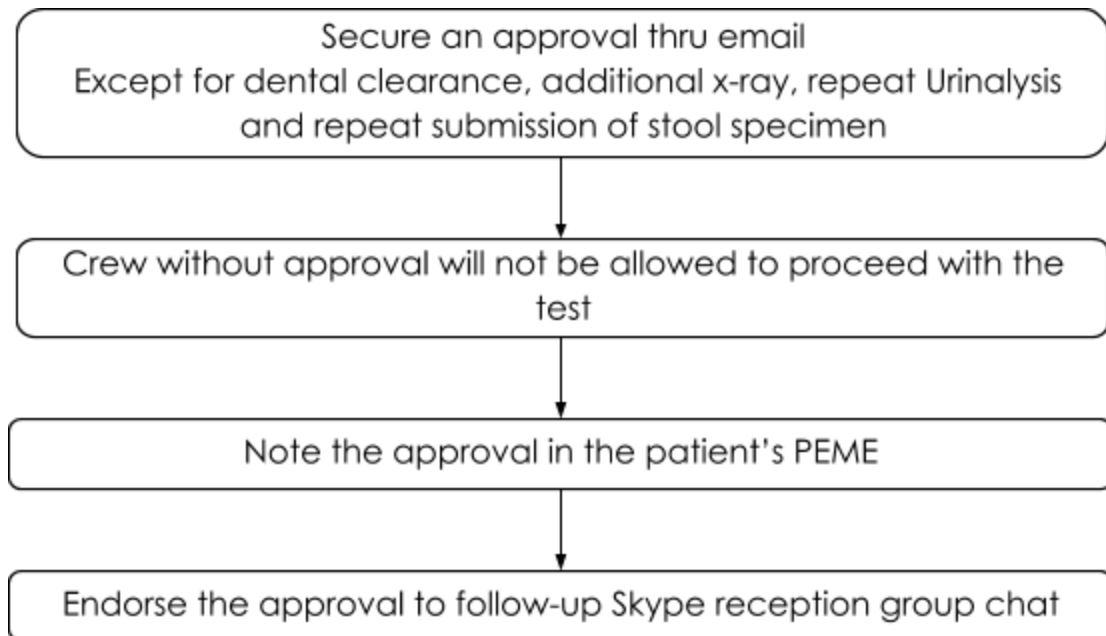 Secure an approval thru email
Except for dental clearance, additional x-ray, repeat Urinalysis
and repeat submission of stool specimen
Crew without approval will not be allowed to proceed with the
test
Note the approval in the patient’s PEME
Endorse the approval to follow-up Skype reception group chat